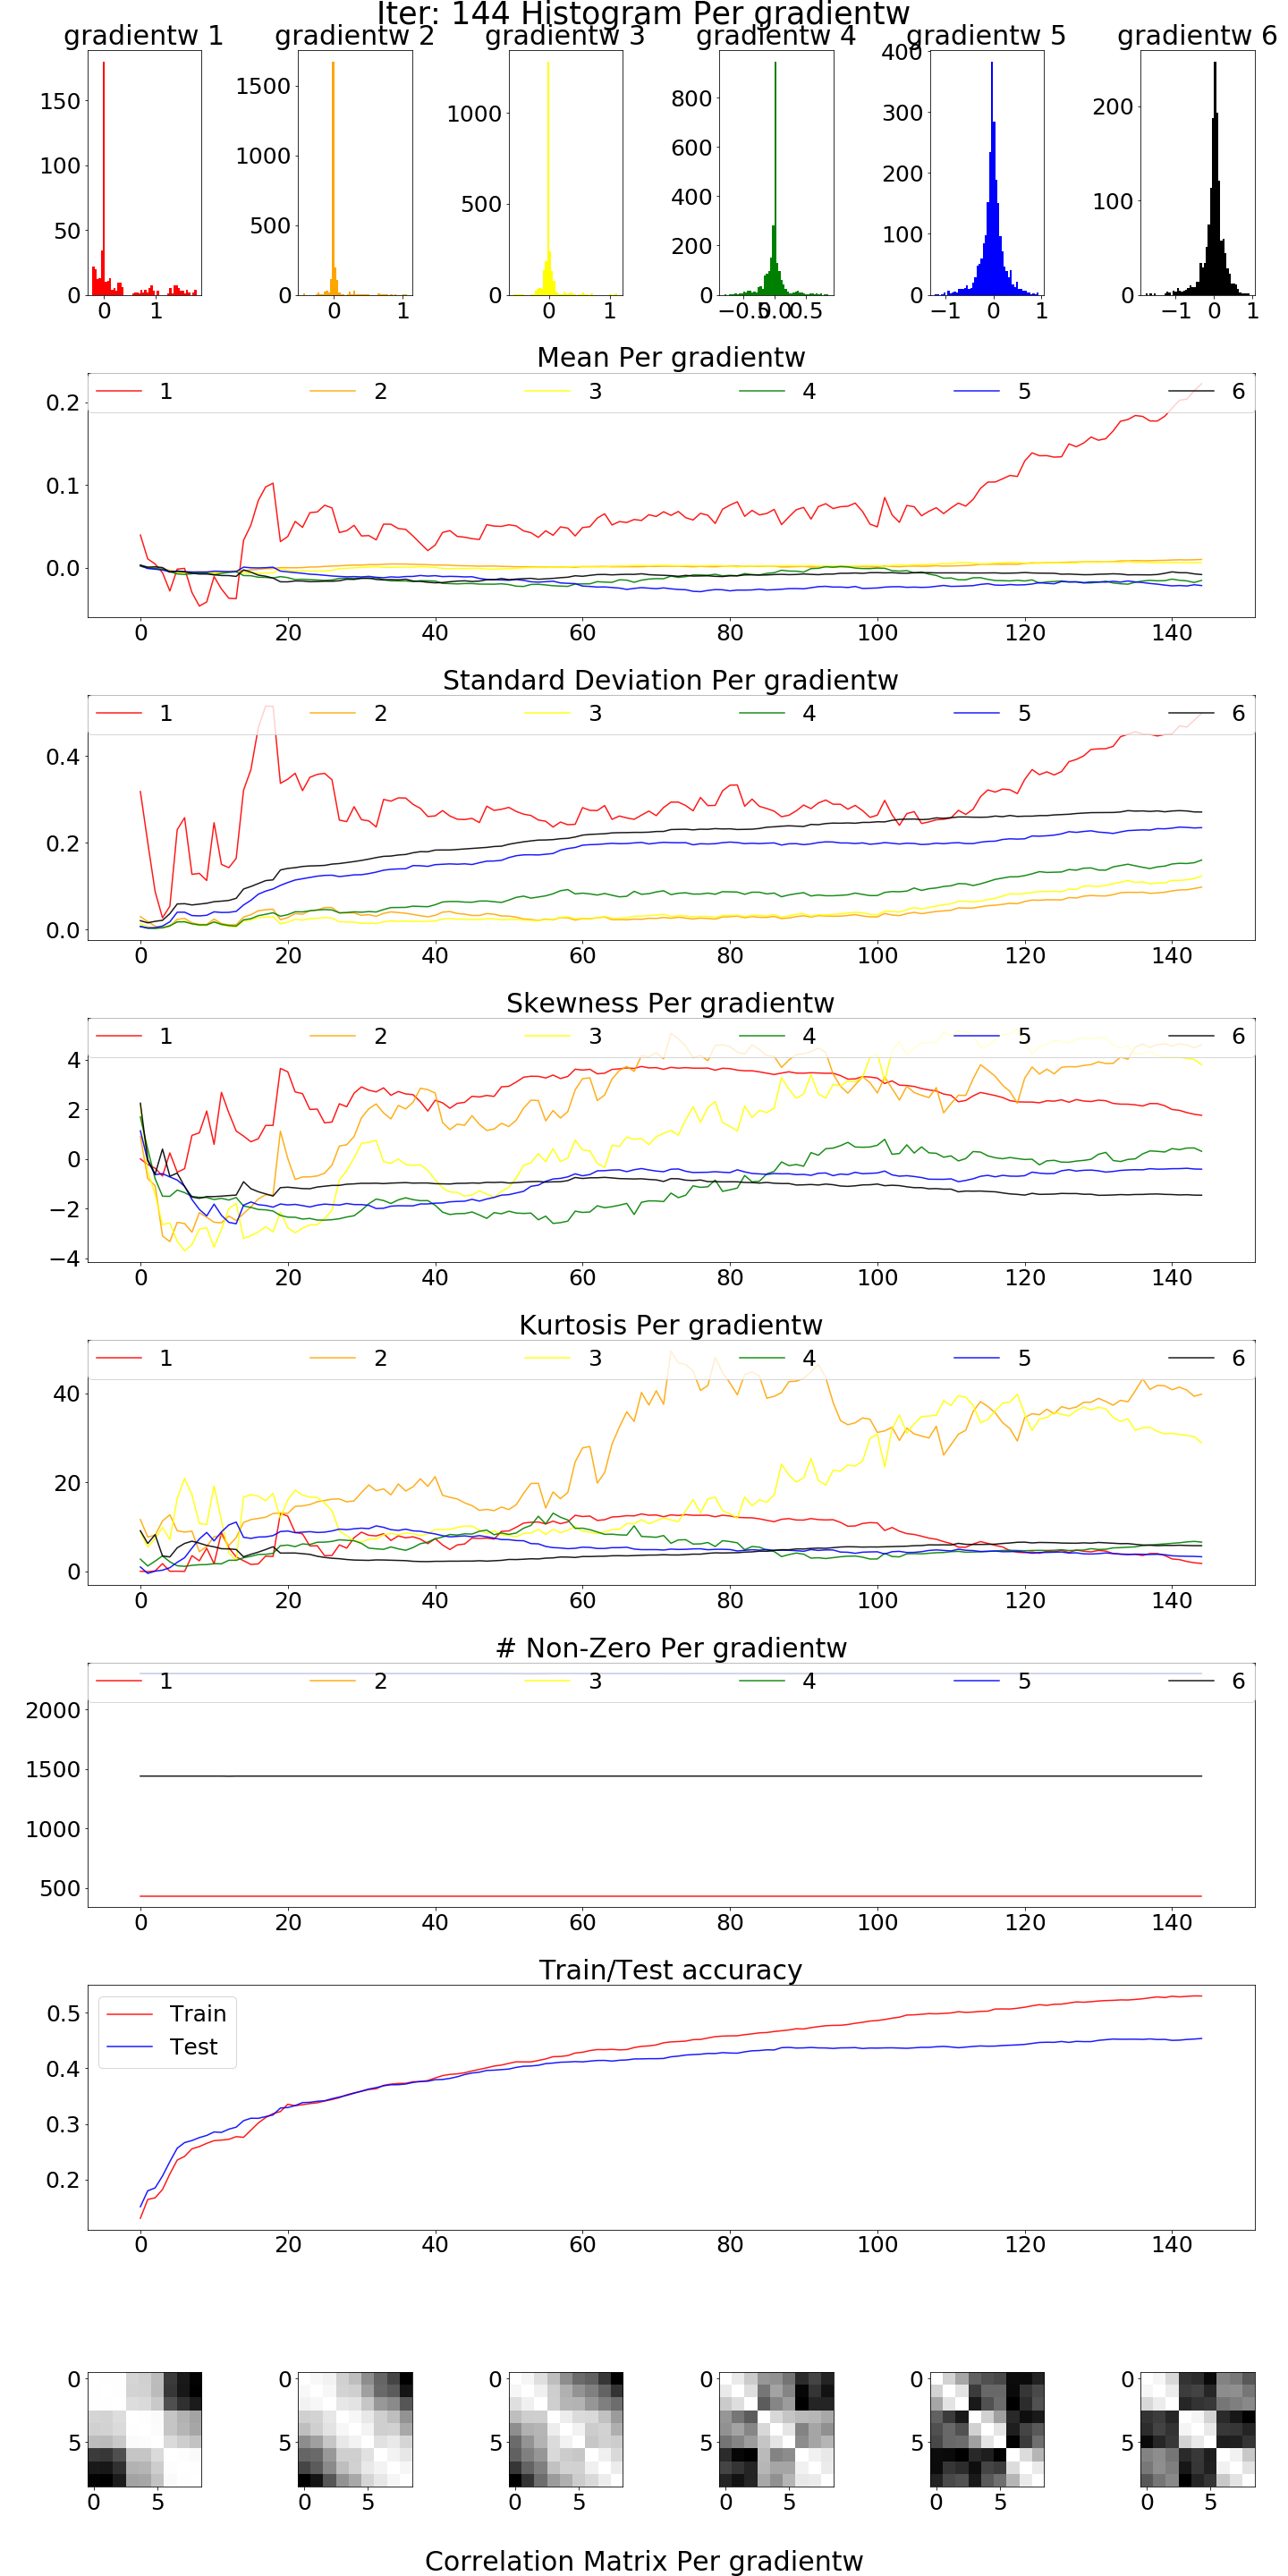 Iter: 144 Histogram Per gradientw
gradientw 1 gradientw 2 gradientw 3 gradientw 4 gradientw 5 gradientw 6
150
100
50
0
0 1
1500
1000
500
0
0 1
1000
500
0
0 1
800
600
400
200
0
−0.5 0.0 0.5
400
300
200
100
0
−1 0 1
200
100
0
−1 0 1
Mean Per gradientw
1 2 3 4 5 6
0.2
0.1
0.0
0 20 40 60 80 100 120 140
Standard Deviation Per gradientw
1 2 3 4 5 6
0.4
0.2
0.0
0 20 40 60 80 100 120 140
Skewness Per gradientw
1 2 3 4 5 6
4
2
0
−2
−4
0 20 40 60 80 100 120 140
Kurtosis Per gradientw
1 2 3 4 5 6
40
20
0
0 20 40 60 80 100 120 140
# Non-Zero Per gradientw
1 2 3 4 5 6
2000
1500
1000
500
0 20 40 60 80 100 120 140
Train/Test accuracy
Train
Test
0.5
0.4
0.3
0.2
0 20 40 60 80 100 120 140
0
5
0 5
0
5
0 5
0
5
0 5
0
5
0 5
0
5
0 5
0
5
0 5
Correlation Matrix Per gradientw